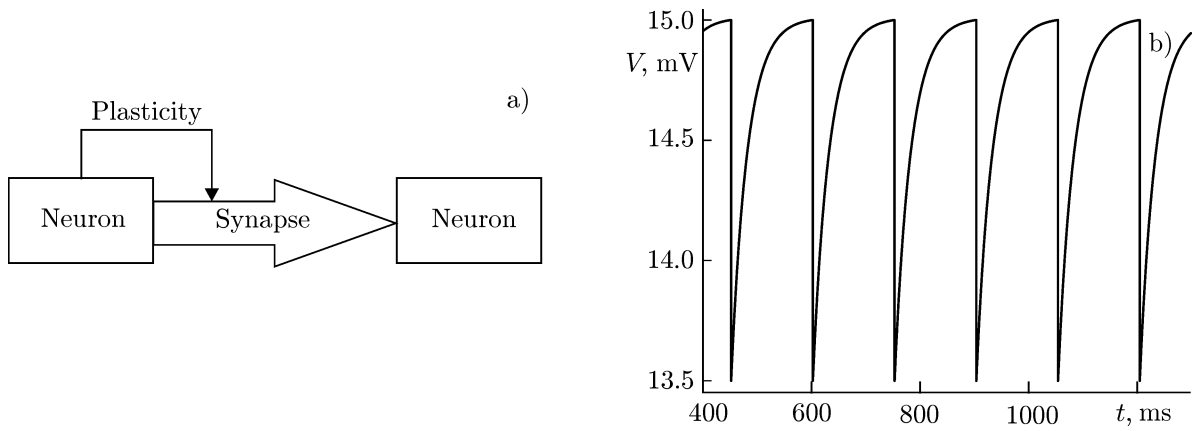 a)
Plasticity
Neuron
Synapse
Neuron
b)
V, mV
15.0
14.5
14.0
13.5
400 600 800 1000 t, ms